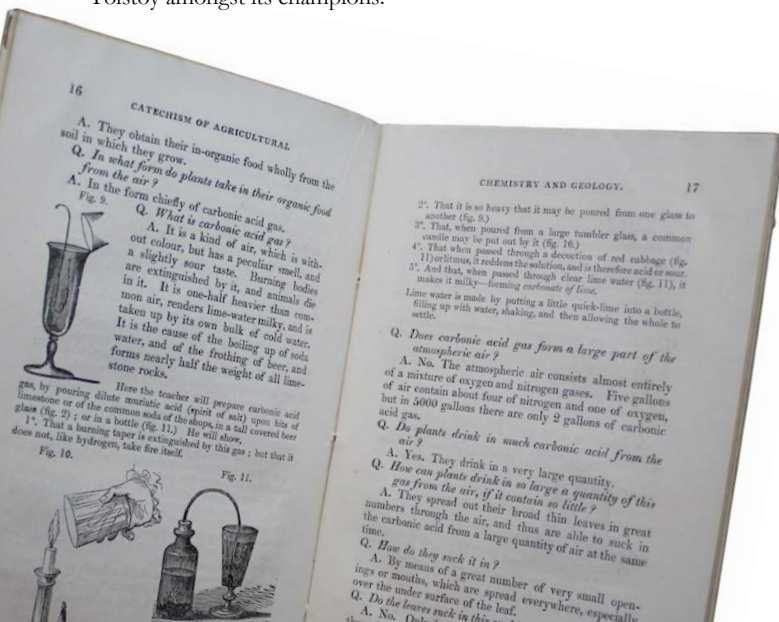 Tolstoy amongst its champions.
16
CATECHISM OF AGRICULTURAL
A. They obtain their in-organic food wholly from the
soil in which they grow.
Q. In what form do plants take in their organic food
from the air?
A. In the form chiefly of carbonic acid gas.
Fig. 9.
Q. What is carbonic acid gas?
A. It is a kind of air, which is with-
out colour, but has a peculiar smell, and
a slightly sour taste. Burning bodies
are extinguished by it, and animals die
in it. It is one-half heavier than com-
mon air, renders lime-water milky, and is
taken up by its own bulk of cold water.
It is the cause of the boiling up of soda
water, and of the frothing of beer, and
forms nearly half the weight of all lime-
stone rocks.
Here the teacher will prepare carbonic acid
gas, by pouring dilute muriatic acid (spirit of salt) upon bits of
limestone or of the common soda of the shops, in a tall covered beer
glass (fig. 2); or in a bottle (fig. 11.) He will show,
1°. That a burning taper is extinguished by this gas; but that it
does not, like hydrogen, take fire itself.
Fig. 10.
Fig. 11.
CHEMISTRY AND GEOLOGY.
17
2°. That it is so heavy that it may be poured from one glass to
another (fig. 9.)
3°. That, when poured from a large tumbler glass, a common
candle may be put out by it (fig. 10.)
4°. That when passed through a decoction of red cabbage (fig.
11) or litmus, it reddens the solution, and is therefore acid or sour.
5°. And that, when passed through clear lime water (fig. 11), it
makes it milky—forming carbonate of lime.
Lime water is made by putting a little quick-lime into a bottle,
filling up with water, shaking, and then allowing the whole to
settle.
Q. Does carbonic acid gas form a large part of the
atmospheric air?
A. No. The atmospheric air consists almost entirely
of a mixture of oxygen and nitrogen gases. Five gallons
of air contain about four of nitrogen and one of oxygen,
but in 5000 gallons there are only 2 gallons of carbonic
acid gas.
Q. Do plants drink in much carbonic acid from the
air?
A. Yes. They drink in a very large quantity.
Q. How can plants drink in so large a quantity of this
gas from the air, if it contain so little?
A. They spread out their broad thin leaves in great
numbers through the air, and thus are able to suck in
the carbonic acid from a large quantity of air at the same
time.
Q. How do they suck it in?
A. By means of a great number of very small open-
ings or mouths, which are spread everywhere, especially
over the under surface of the leaf.
Q. Do the leaves suck in this
A. No.